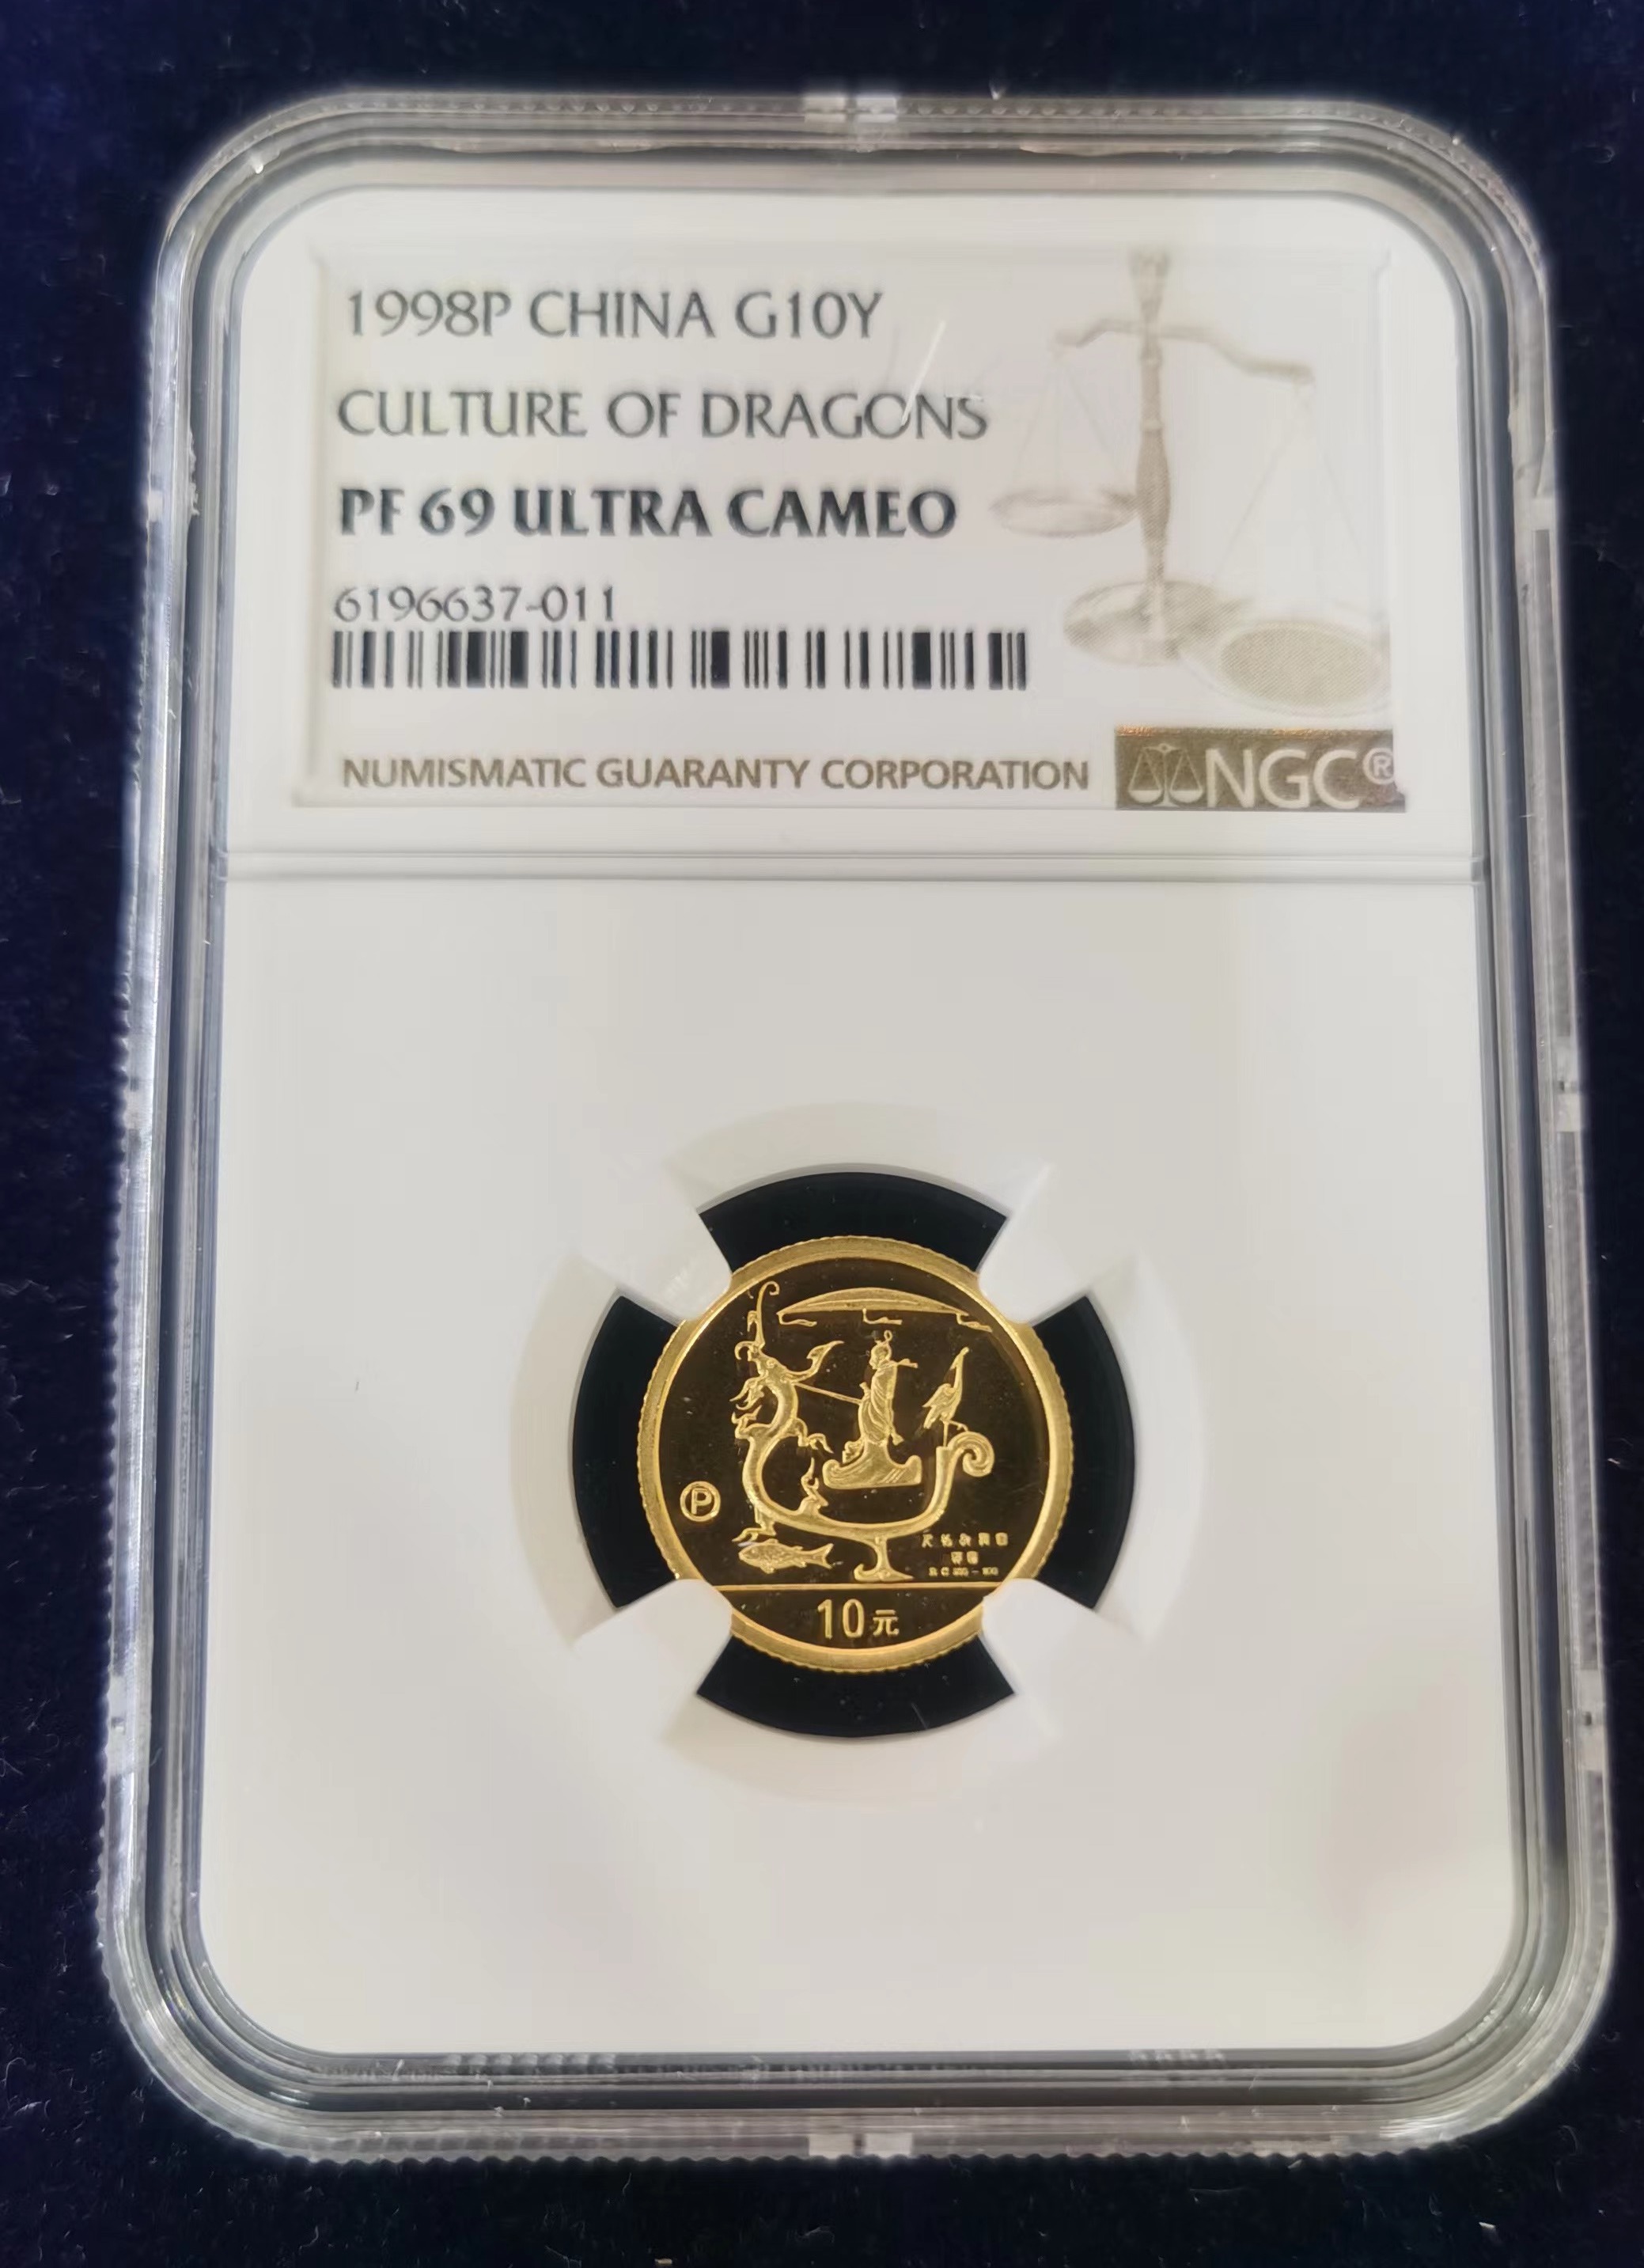 1998P CHINA G10Y
CULTURE OF DRAGONS
PF 69 ULTRA CAMEO
6196637-011
NUMISMATIC GUARANTY CORPORATION NGC®
P
10元